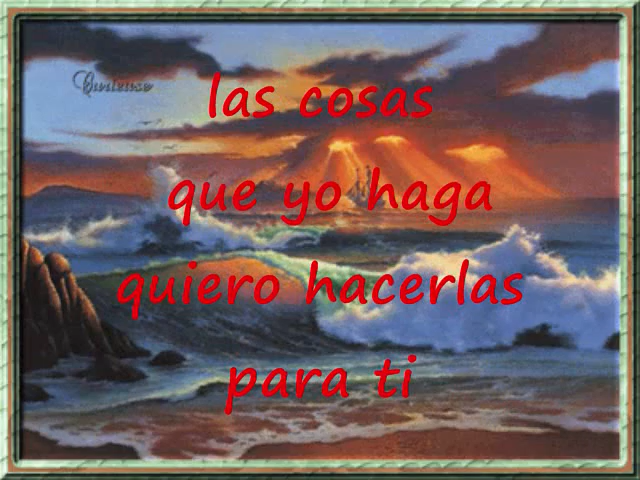 las cosas
que yo haga
quiero hacerlas
para ti